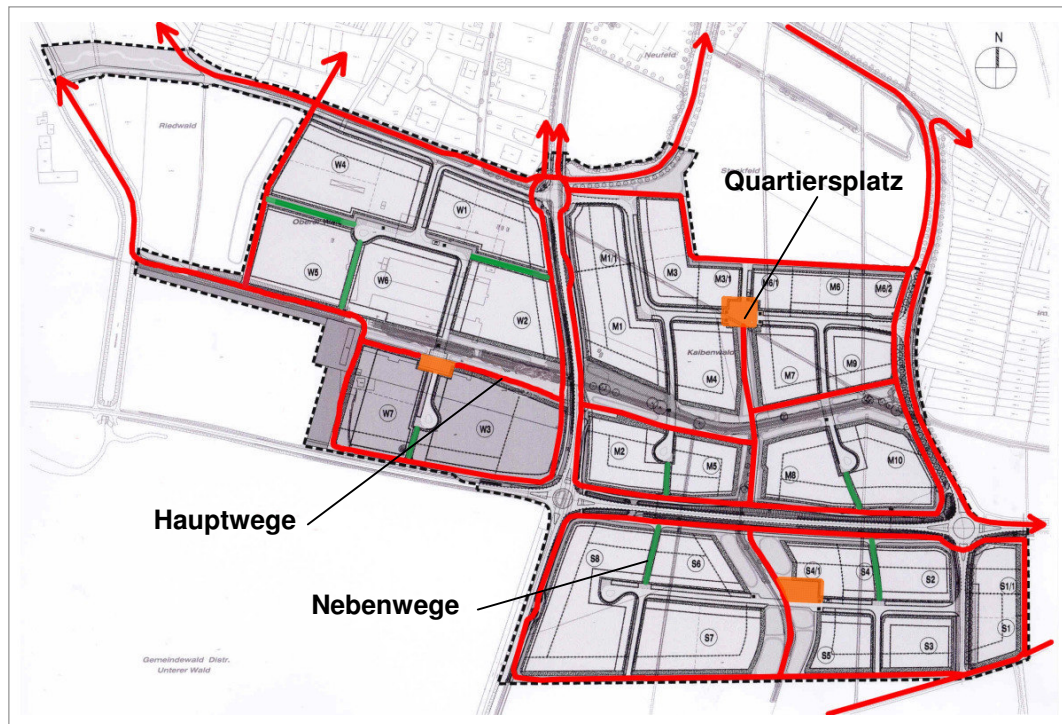 N
Neufeld
Riedwald
W4
Quartiersplatz
W1
M1/1
M3
M3/1
M6/1
M6
M6/2
W5
W6
W2
M1
Kalbenwald
M4
M7
M9
W7
W3
M2
M5
M8
M10
Hauptwege
S8
S6
S4/1
S4
S2
S1/1
Nebenwege
S7
S5
S3
S1
Gemeindewald Distr.
Unterer Wald